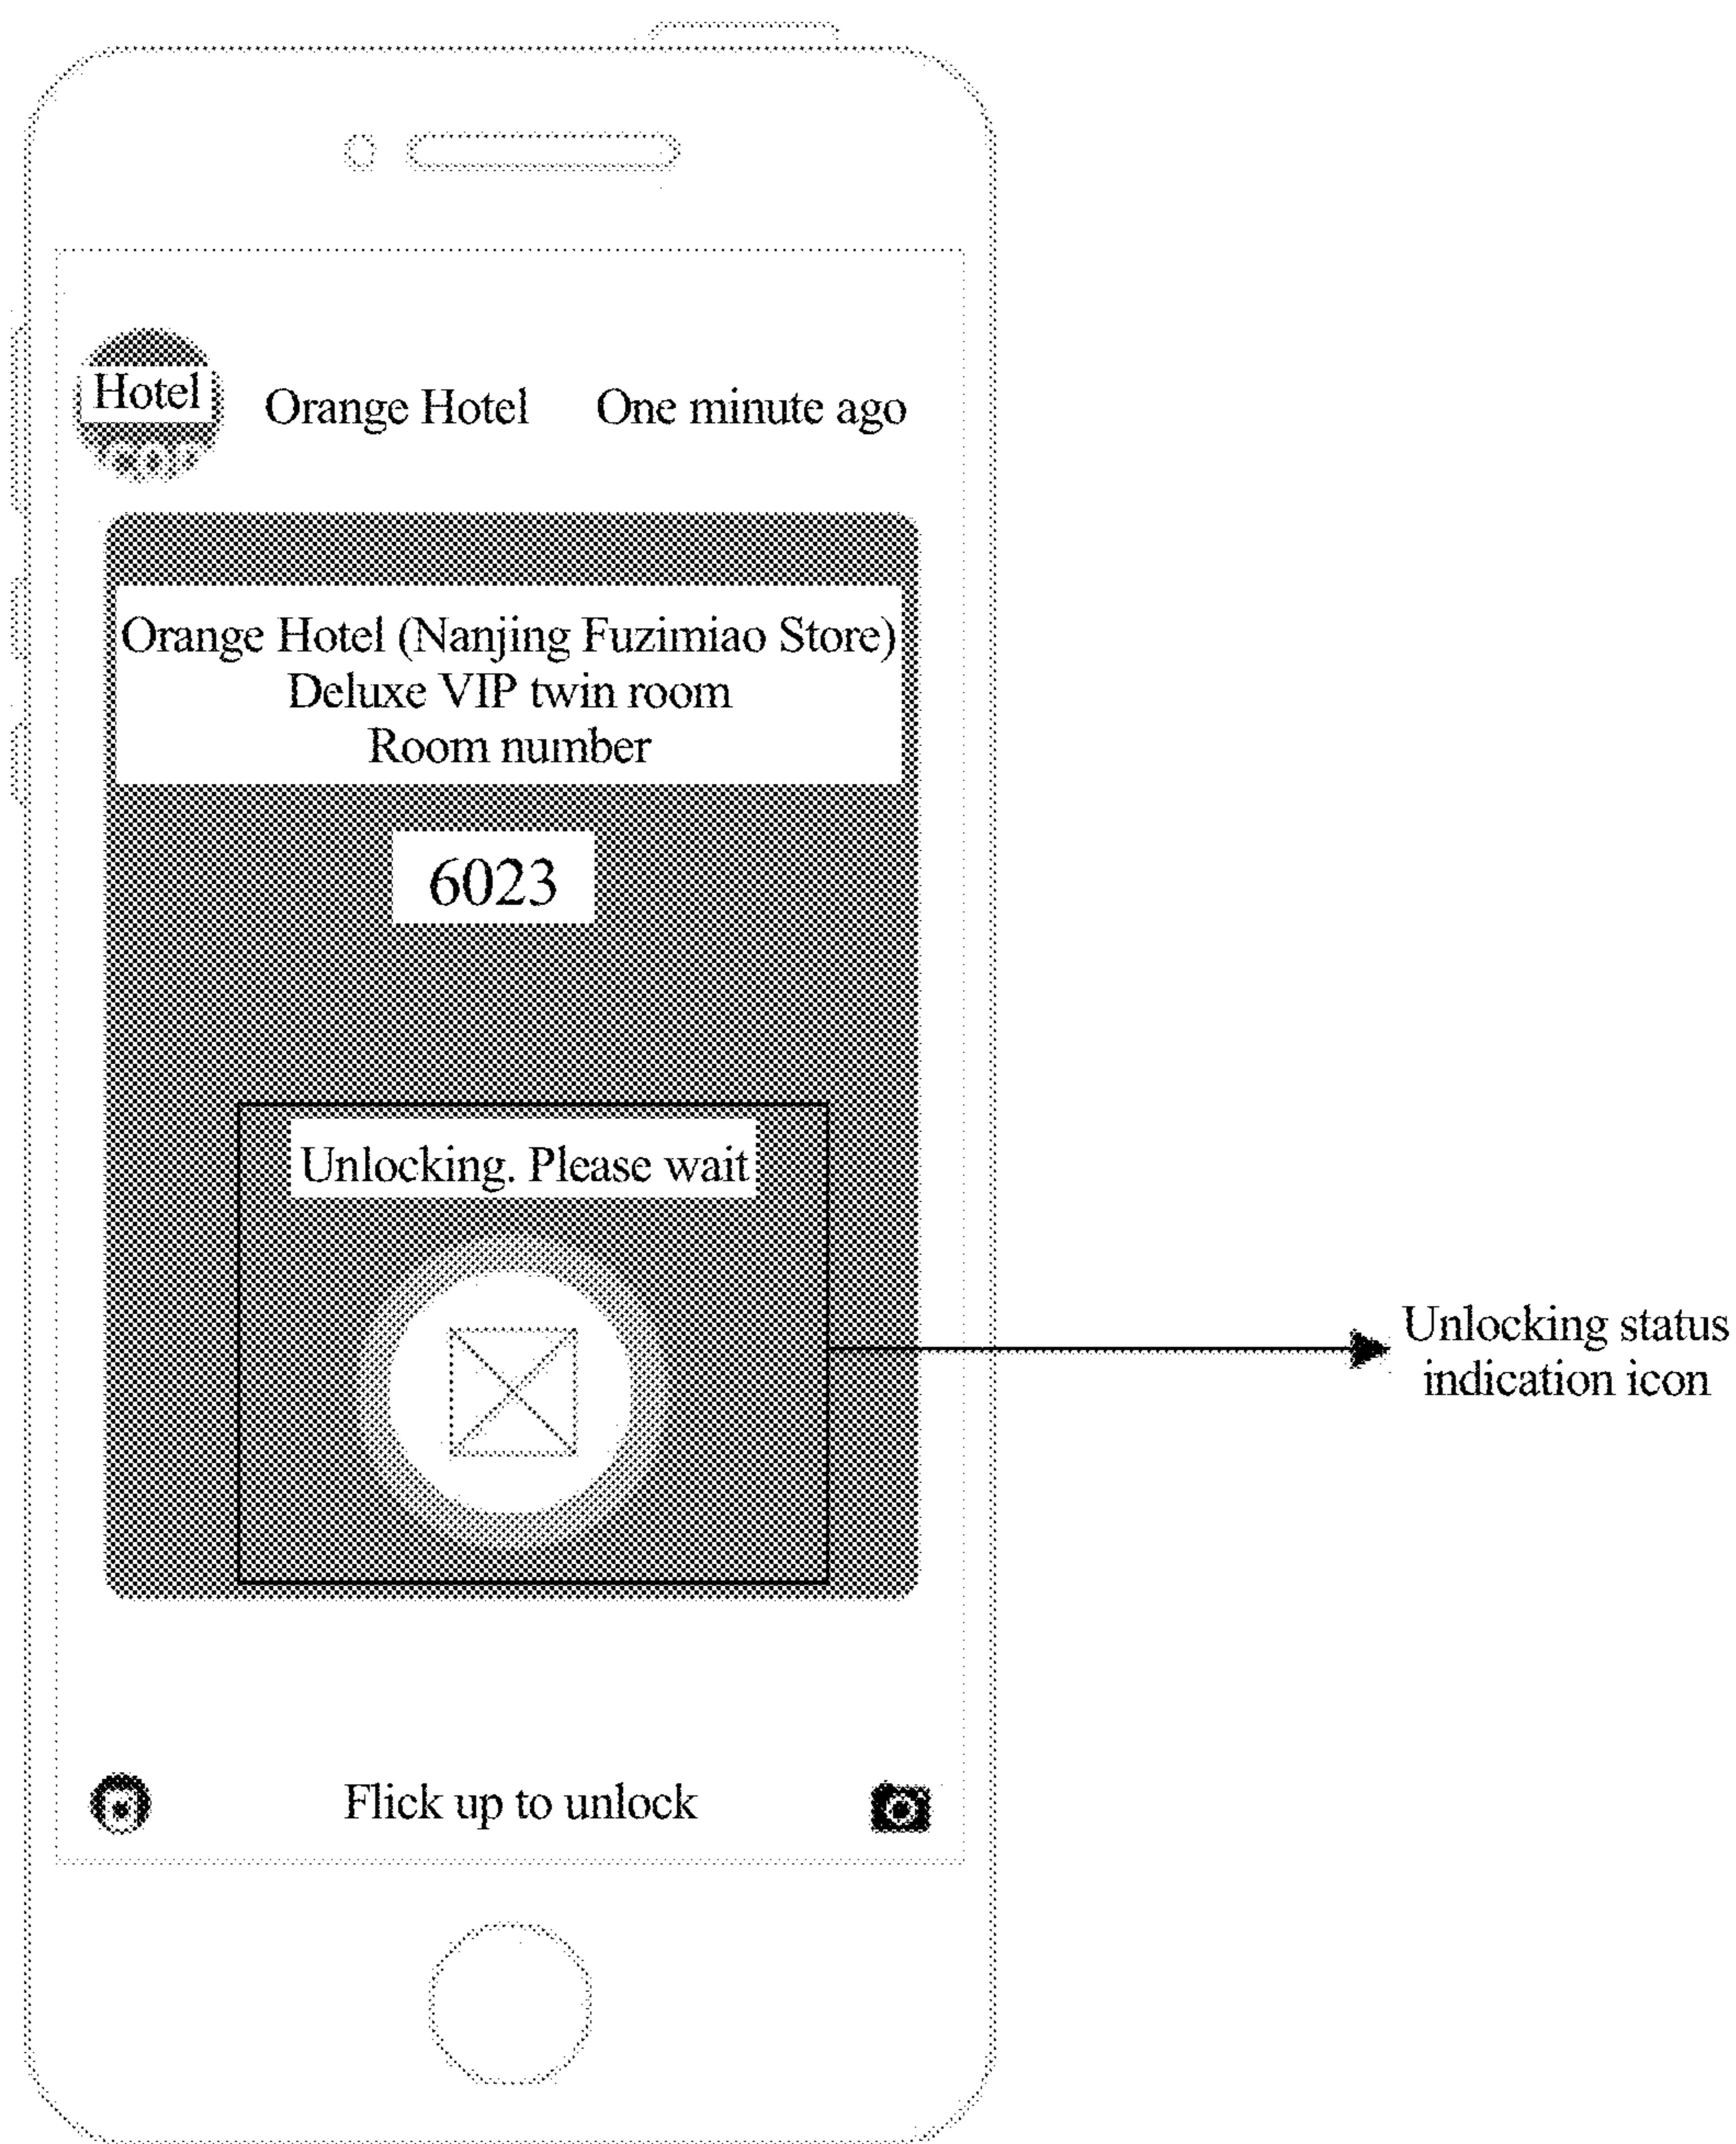 Hotel
Orange Hotel One minute ago
Orange Hotel (Nanjing Fuzimiao Store)
Deluxe VIP twin room
Room number
6023
Unlocking. Please wait
Unlocking status
indication icon
Flick up to unlock